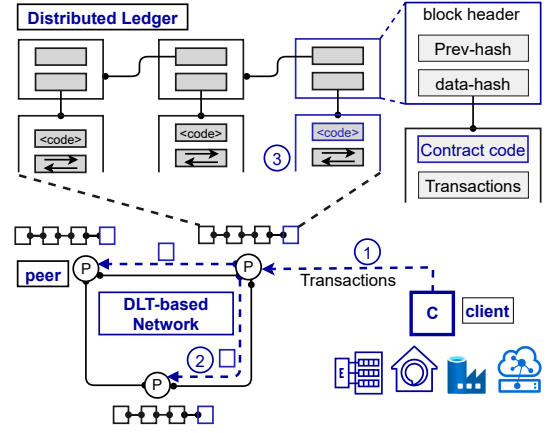 Distributed Ledger
block header
Prev-hash
data-hash
<code>
<code>
<code>
3
Contract code
Transactions
1
P
P
peer
Transactions
DLT-based
Network
C
client
2
P
E